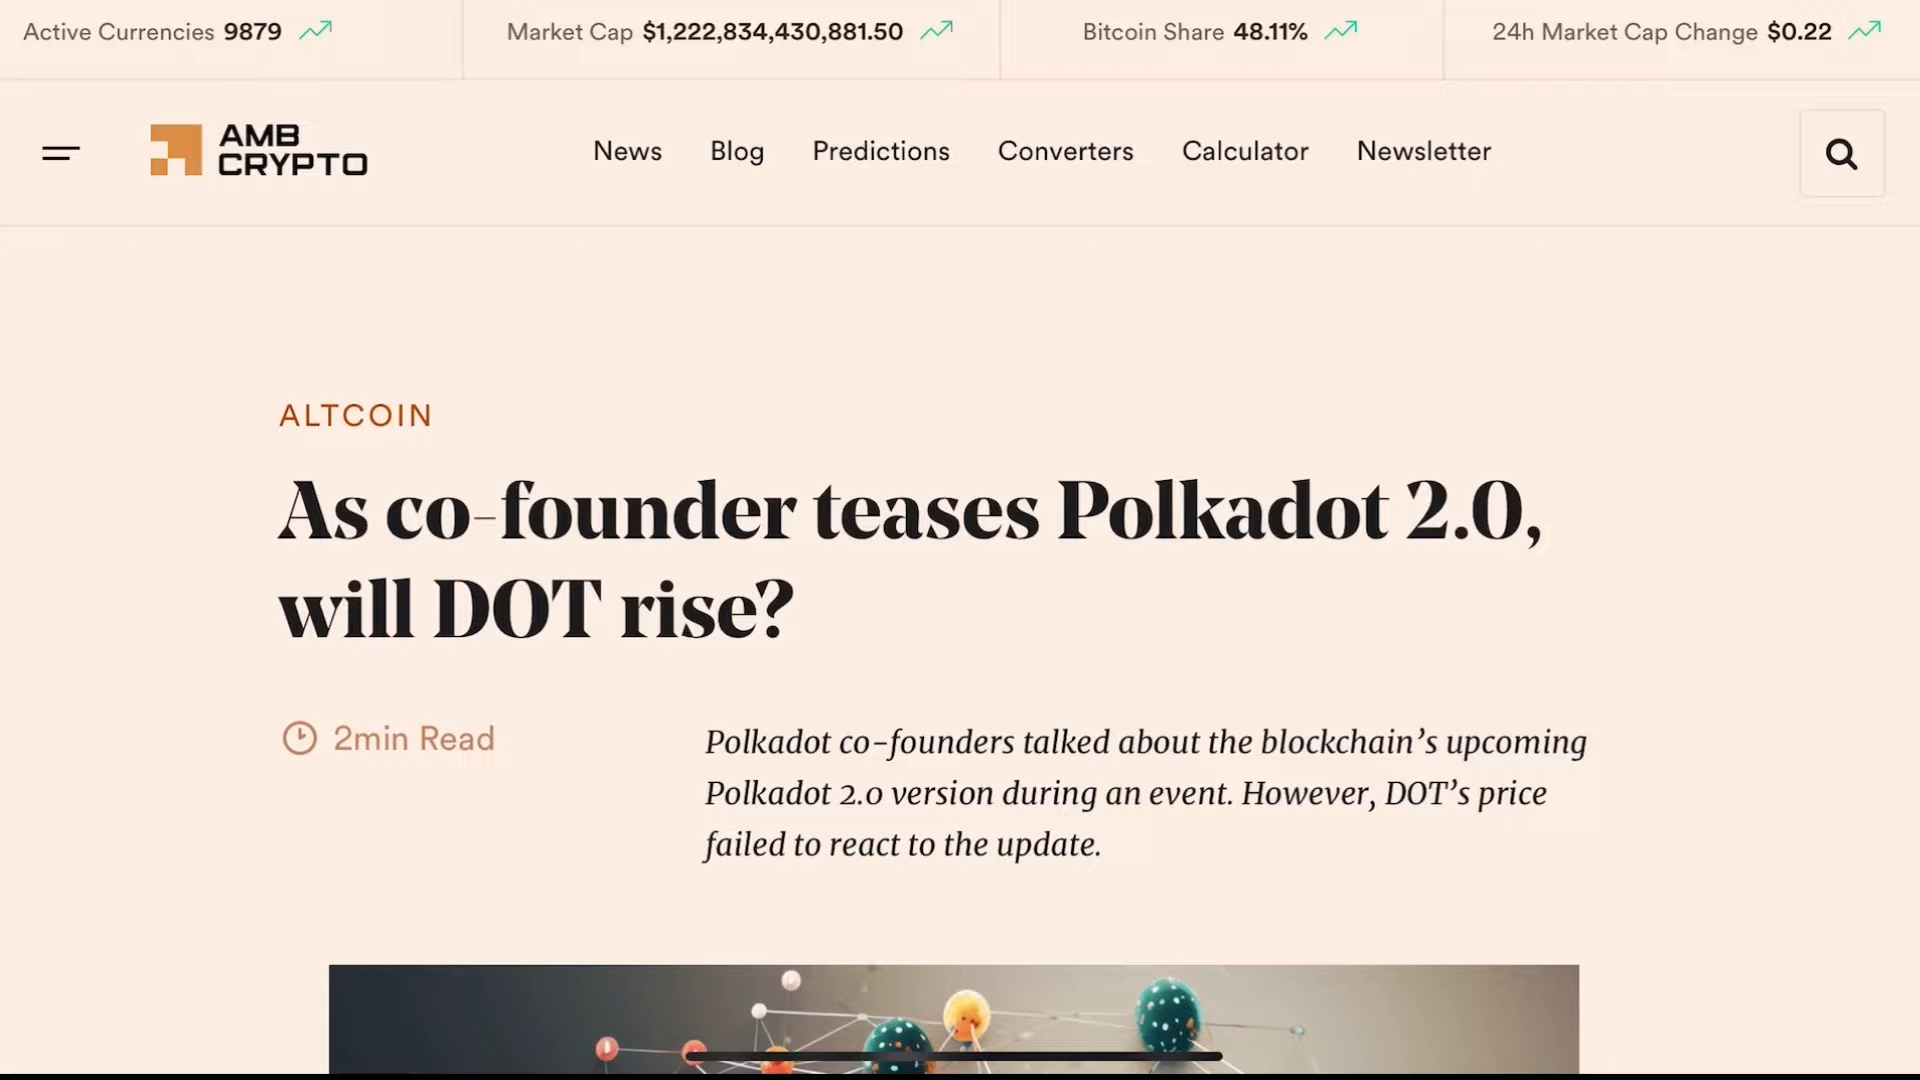 Active Currencies 9879
Market Cap $1,222,834,430,881.50
Bitcoin Share 48.11%
24h Market Cap Change $0.22
AMB
CRYPTO
News
Blog
Predictions
Converters
Calculator
Newsletter
ALTCOIN
As co-founder teases Polkadot 2.0,
will DOT rise?
2min Read
Polkadot co-founders talked about the blockchain’s upcoming
Polkadot 2.0 version during an event. However, DOT’s price
failed to react to the update.